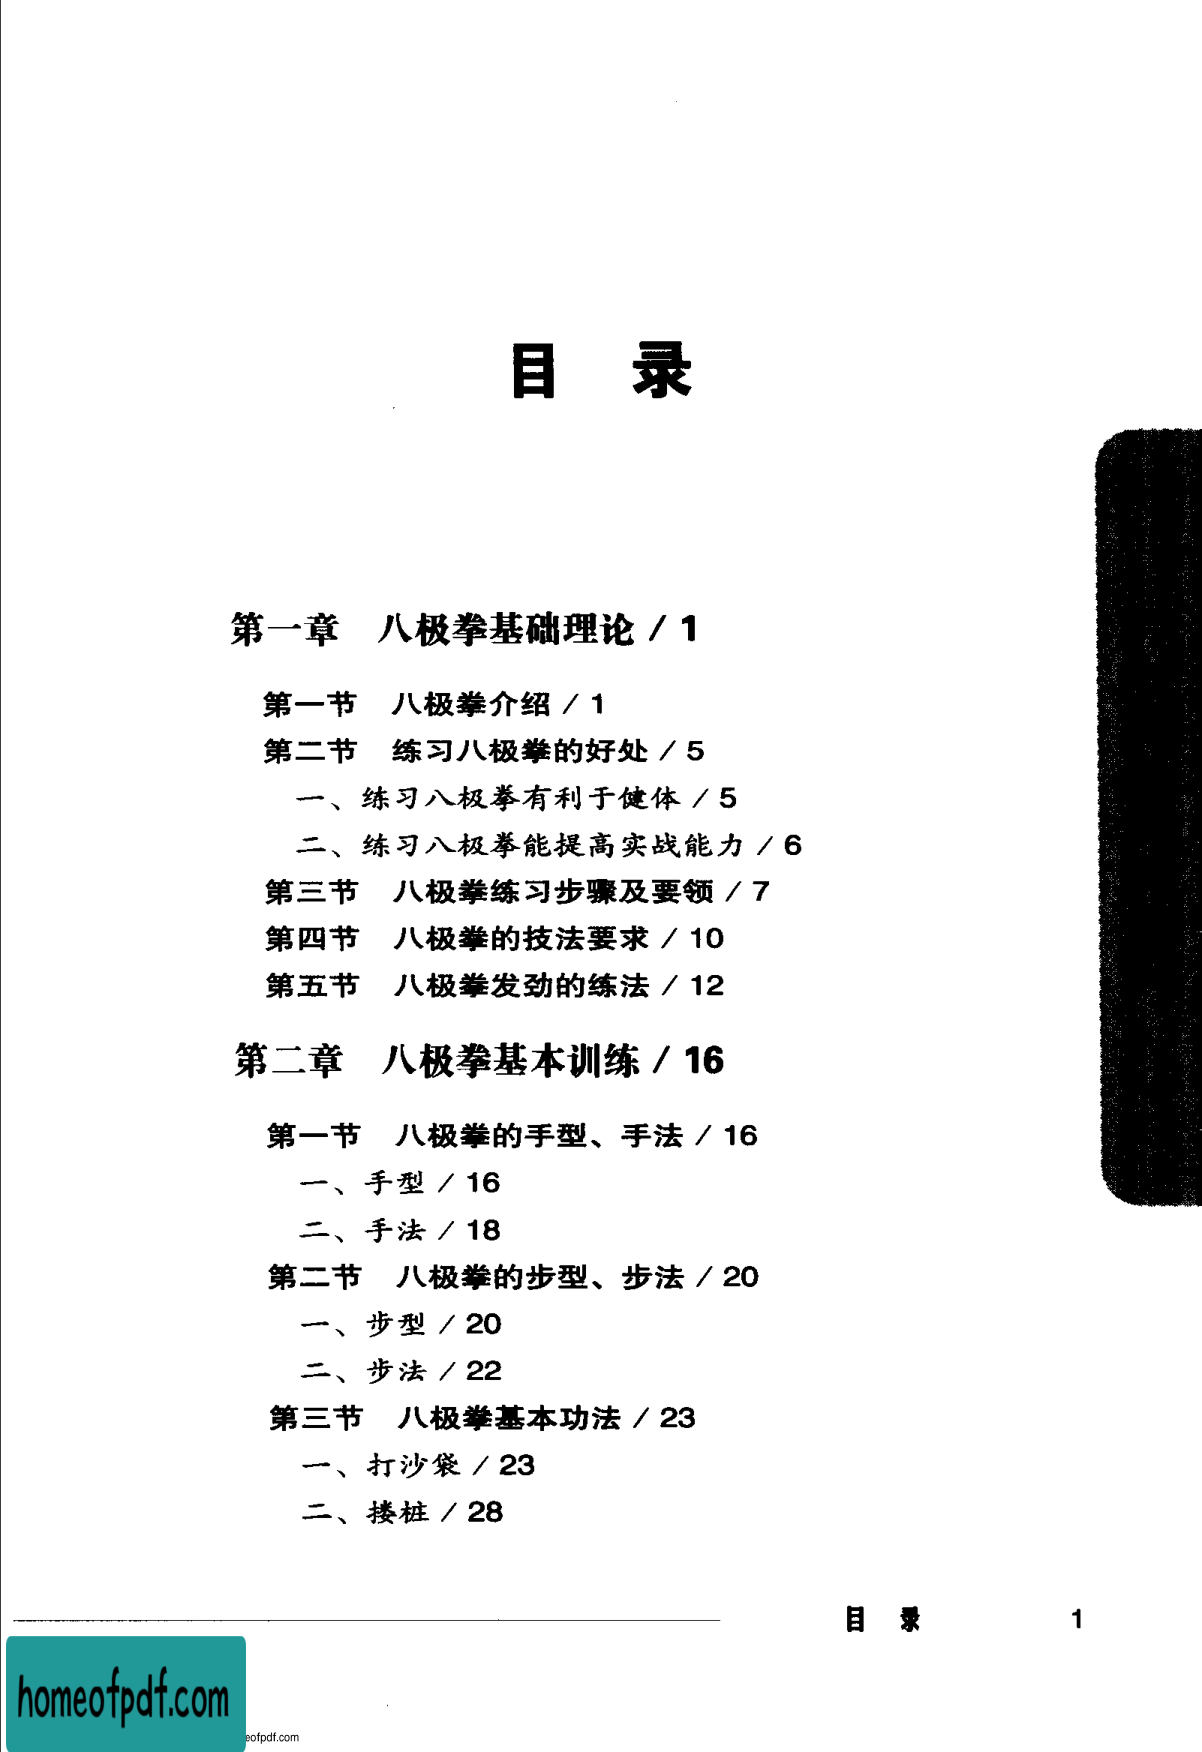 目 录
第一章 八极拳基础理论 / 1
第一节 八极拳介绍 / 1
第二节 练习八极拳的好处 / 5
一、练习八极拳有利于健体 / 5
二、练习八极拳能提高实战能力 / 6
第三节 八极拳练习步骤及要领 / 7
第四节 八极拳的技法要求 / 10
第五节 八极拳发劲的练法 / 12
第二章 八极拳基本训练 / 16
第一节 八极拳的手型、手法 / 16
一、手型 / 16
二、手法 / 18
第二节 八极拳的步型、步法 / 20
一、步型 / 20
二、步法 / 22
第三节 八极拳基本功法 / 23
一、打沙袋 / 23
二、搂桩 / 28
目 录 1
homeofpdf.com
eofpdf.com